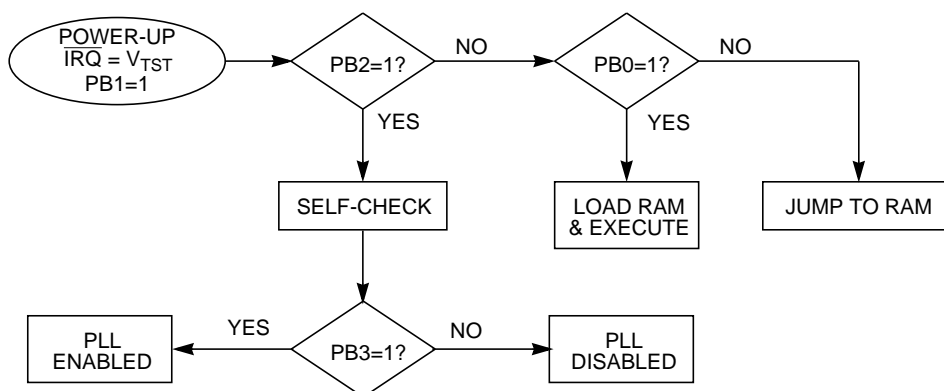 POWER-UP
IRQ = VTST
PB1=1
PB2=1?
NO
PB0=1?
NO
YES
YES
SELF-CHECK
LOAD RAM
& EXECUTE
JUMP TO RAM
YES
NO
PLL
ENABLED
PB3=1?
PLL
DISABLED